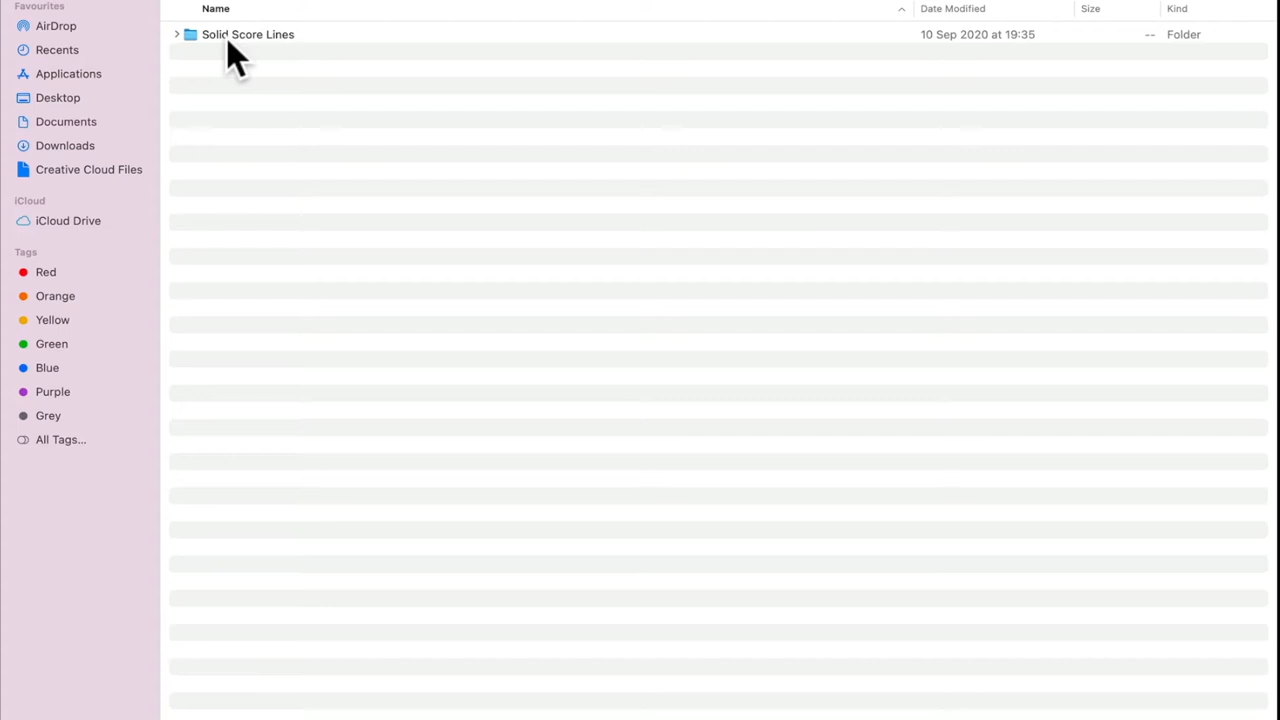 Favourites
AirDrop
Recents
Applications
Desktop
Documents
Downloads
Creative Cloud Files
iCloud
iCloud Drive
Tags
Red
Orange
Yellow
Green
Blue
Purple
Grey
All Tags...
Name Date Modified Size Kind
Solid Score Lines 10 Sep 2020 at 19:35 -- Folder